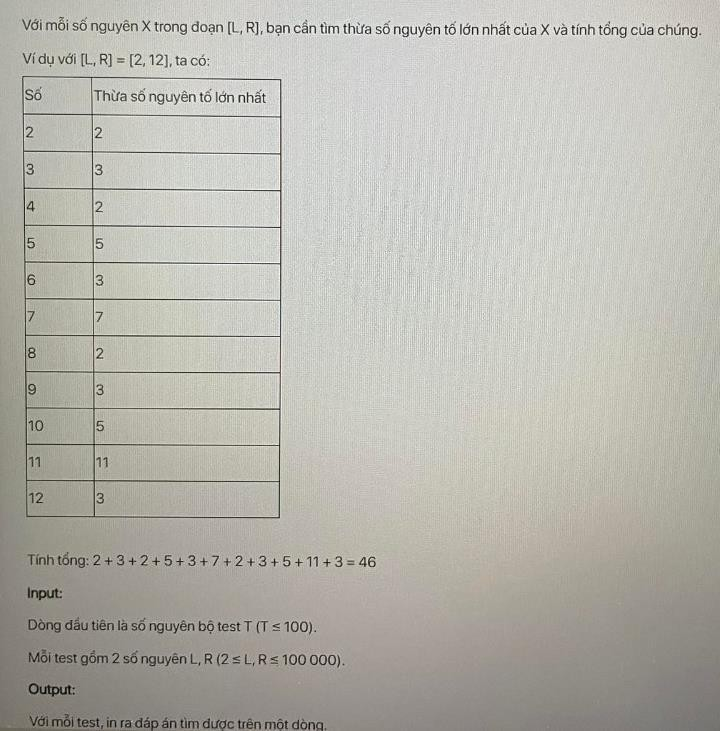 Với mỗi số nguyên X trong đoạn [L, R], bạn cần tìm thừa số nguyên tố lớn nhất của X và tính tổng của chúng.
Ví dụ với [L, R] = [2, 12], ta có:
Số Thừa số nguyên tố lớn nhất
2 2
3 3
4 2
5 5
6 3
7 7
8 2
9 3
10 5
11 11
12 3
Tính tổng: 2 + 3 + 2 + 5 + 3 + 7 + 2 + 3 + 5 + 11 + 3 = 46
Input:
Dòng đầu tiên là số nguyên bộ test T (T ≤ 100).
Mỗi test gồm 2 số nguyên L, R (2 ≤ L, R ≤ 100 000).
Output:
Với mỗi test, in ra đáp án tìm được trên một dòng.